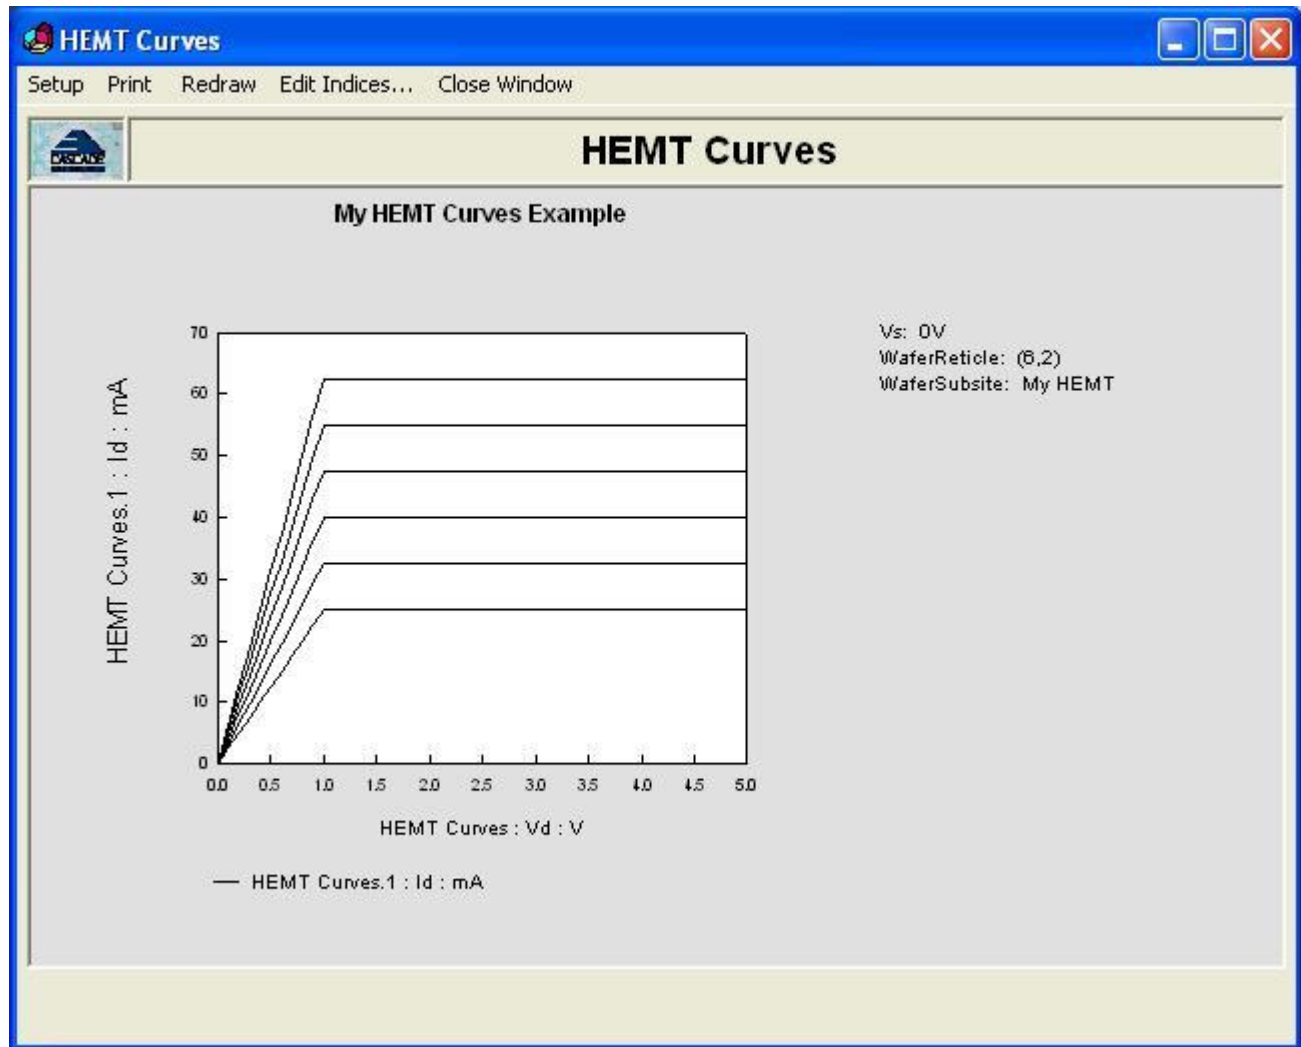 HEMT Curves
Setup Print Redraw Edit Indices... Close Window
CASCADE
HEMT Curves
My HEMT Curves Example
70
60
50
40
30
20
10
0
HEMT Curves.1 : Id : mA
0.0 0.5 1.0 1.5 2.0 2.5 3.0 3.5 4.0 4.5 5.0
HEMT Curves : Vd : V
HEMT Curves.1 : Id : mA
Vs: 0V
WaferReticle: (6,2)
WaferSubsite: My HEMT